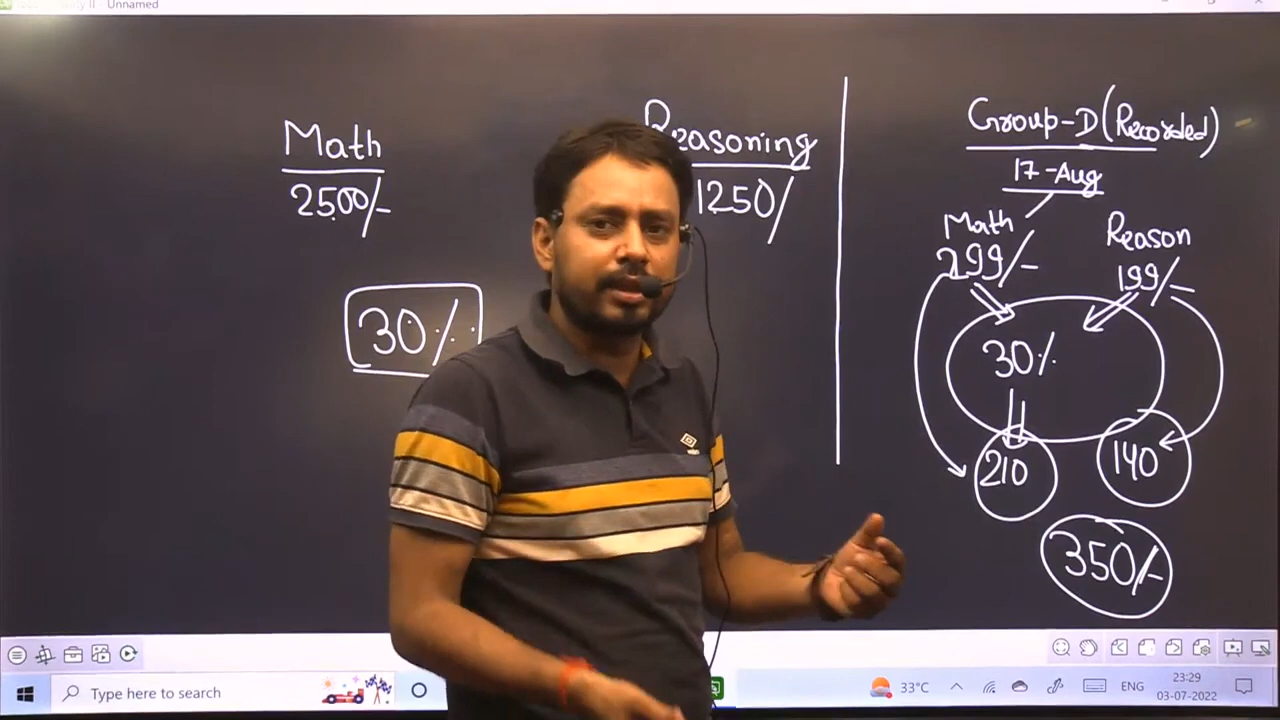 Unnamed
Math
2500/-
Reasoning
1250/
30%
Group-D (Recorded)
17-Aug
Math
299/-
Reason
199/-
30%
210
140
350/-
Type here to search
33°C
ENG
23:29
03-07-2022